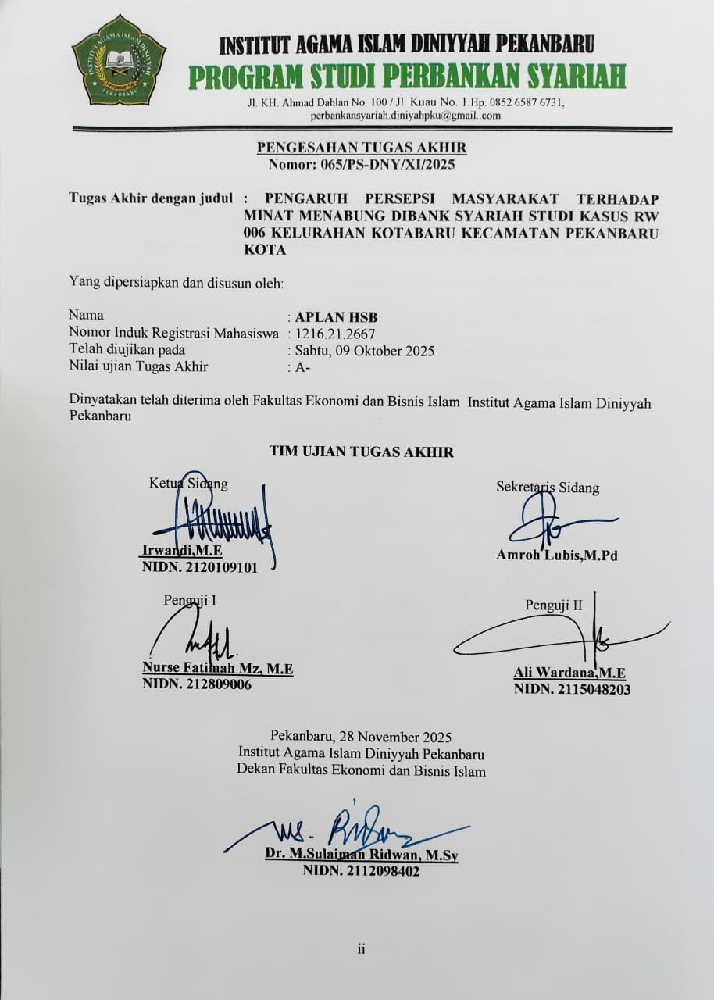 INSTITUT AGAMA ISLAM DINIYYAH
PEKANBARU
INSTITUT AGAMA ISLAM DINIYYAH PEKANBARU
PROGRAM STUDI PERBANKAN SYARIAH
Jl. KH. Ahmad Dahlan No. 100 / Jl. Kuau No. 1 Hp. 0852 6587 6731,
perbankansyariah.diniyahpku@gmail..com
PENGESAHAN TUGAS AKHIR
Nomor: 065/PS-DNY/XI/2025
Tugas Akhir dengan judul : PENGARUH PERSEPSI MASYARAKAT TERHADAP
MINAT MENABUNG DIBANK SYARIAH STUDI KASUS RW
006 KELURAHAN KOTABARU KECAMATAN PEKANBARU
KOTA
Yang dipersiapkan dan disusun oleh:
Nama : APLAN HSB
Nomor Induk Registrasi Mahasiswa : 1216.21.2667
Telah diujikan pada : Sabtu, 09 Oktober 2025
Nilai ujian Tugas Akhir : A-
Dinyatakan telah diterima oleh Fakultas Ekonomi dan Bisnis Islam Institut Agama Islam Diniyyah
Pekanbaru
TIM UJIAN TUGAS AKHIR
Ketua Sidang
Irwandi,M.E
NIDN. 2120109101
Sekretaris Sidang
Amroh Lubis,M.Pd
Penguji I
Nurse Fatimah Mz, M.E
NIDN. 212809006
Penguji II
Ali Wardana,M.E
NIDN. 2115048203
Pekanbaru, 28 November 2025
Institut Agama Islam Diniyyah Pekanbaru
Dekan Fakultas Ekonomi dan Bisnis Islam
Dr. M.Sulaiman Ridwan, M.Sy
NIDN. 2112098402
ii